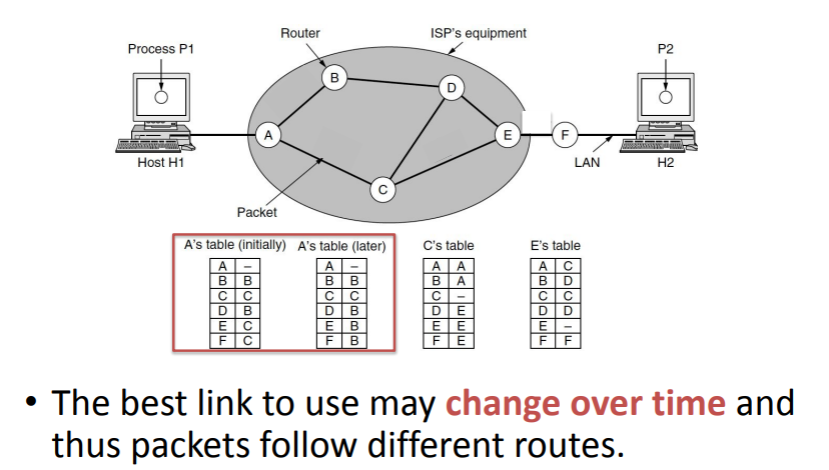 Router
ISP's equipment
Process P1
P2
B
D
A
E
F
C
Host H1
LAN
H2
Packet
A's table (initially) A's table (later) C's table E's table
A – A – A A A C
B B B B B A B D
C C C C C – C C
D B D B D E D D
E C E B E E E –
F C F B F E F F
• The best link to use may change over time and
thus packets follow different routes.